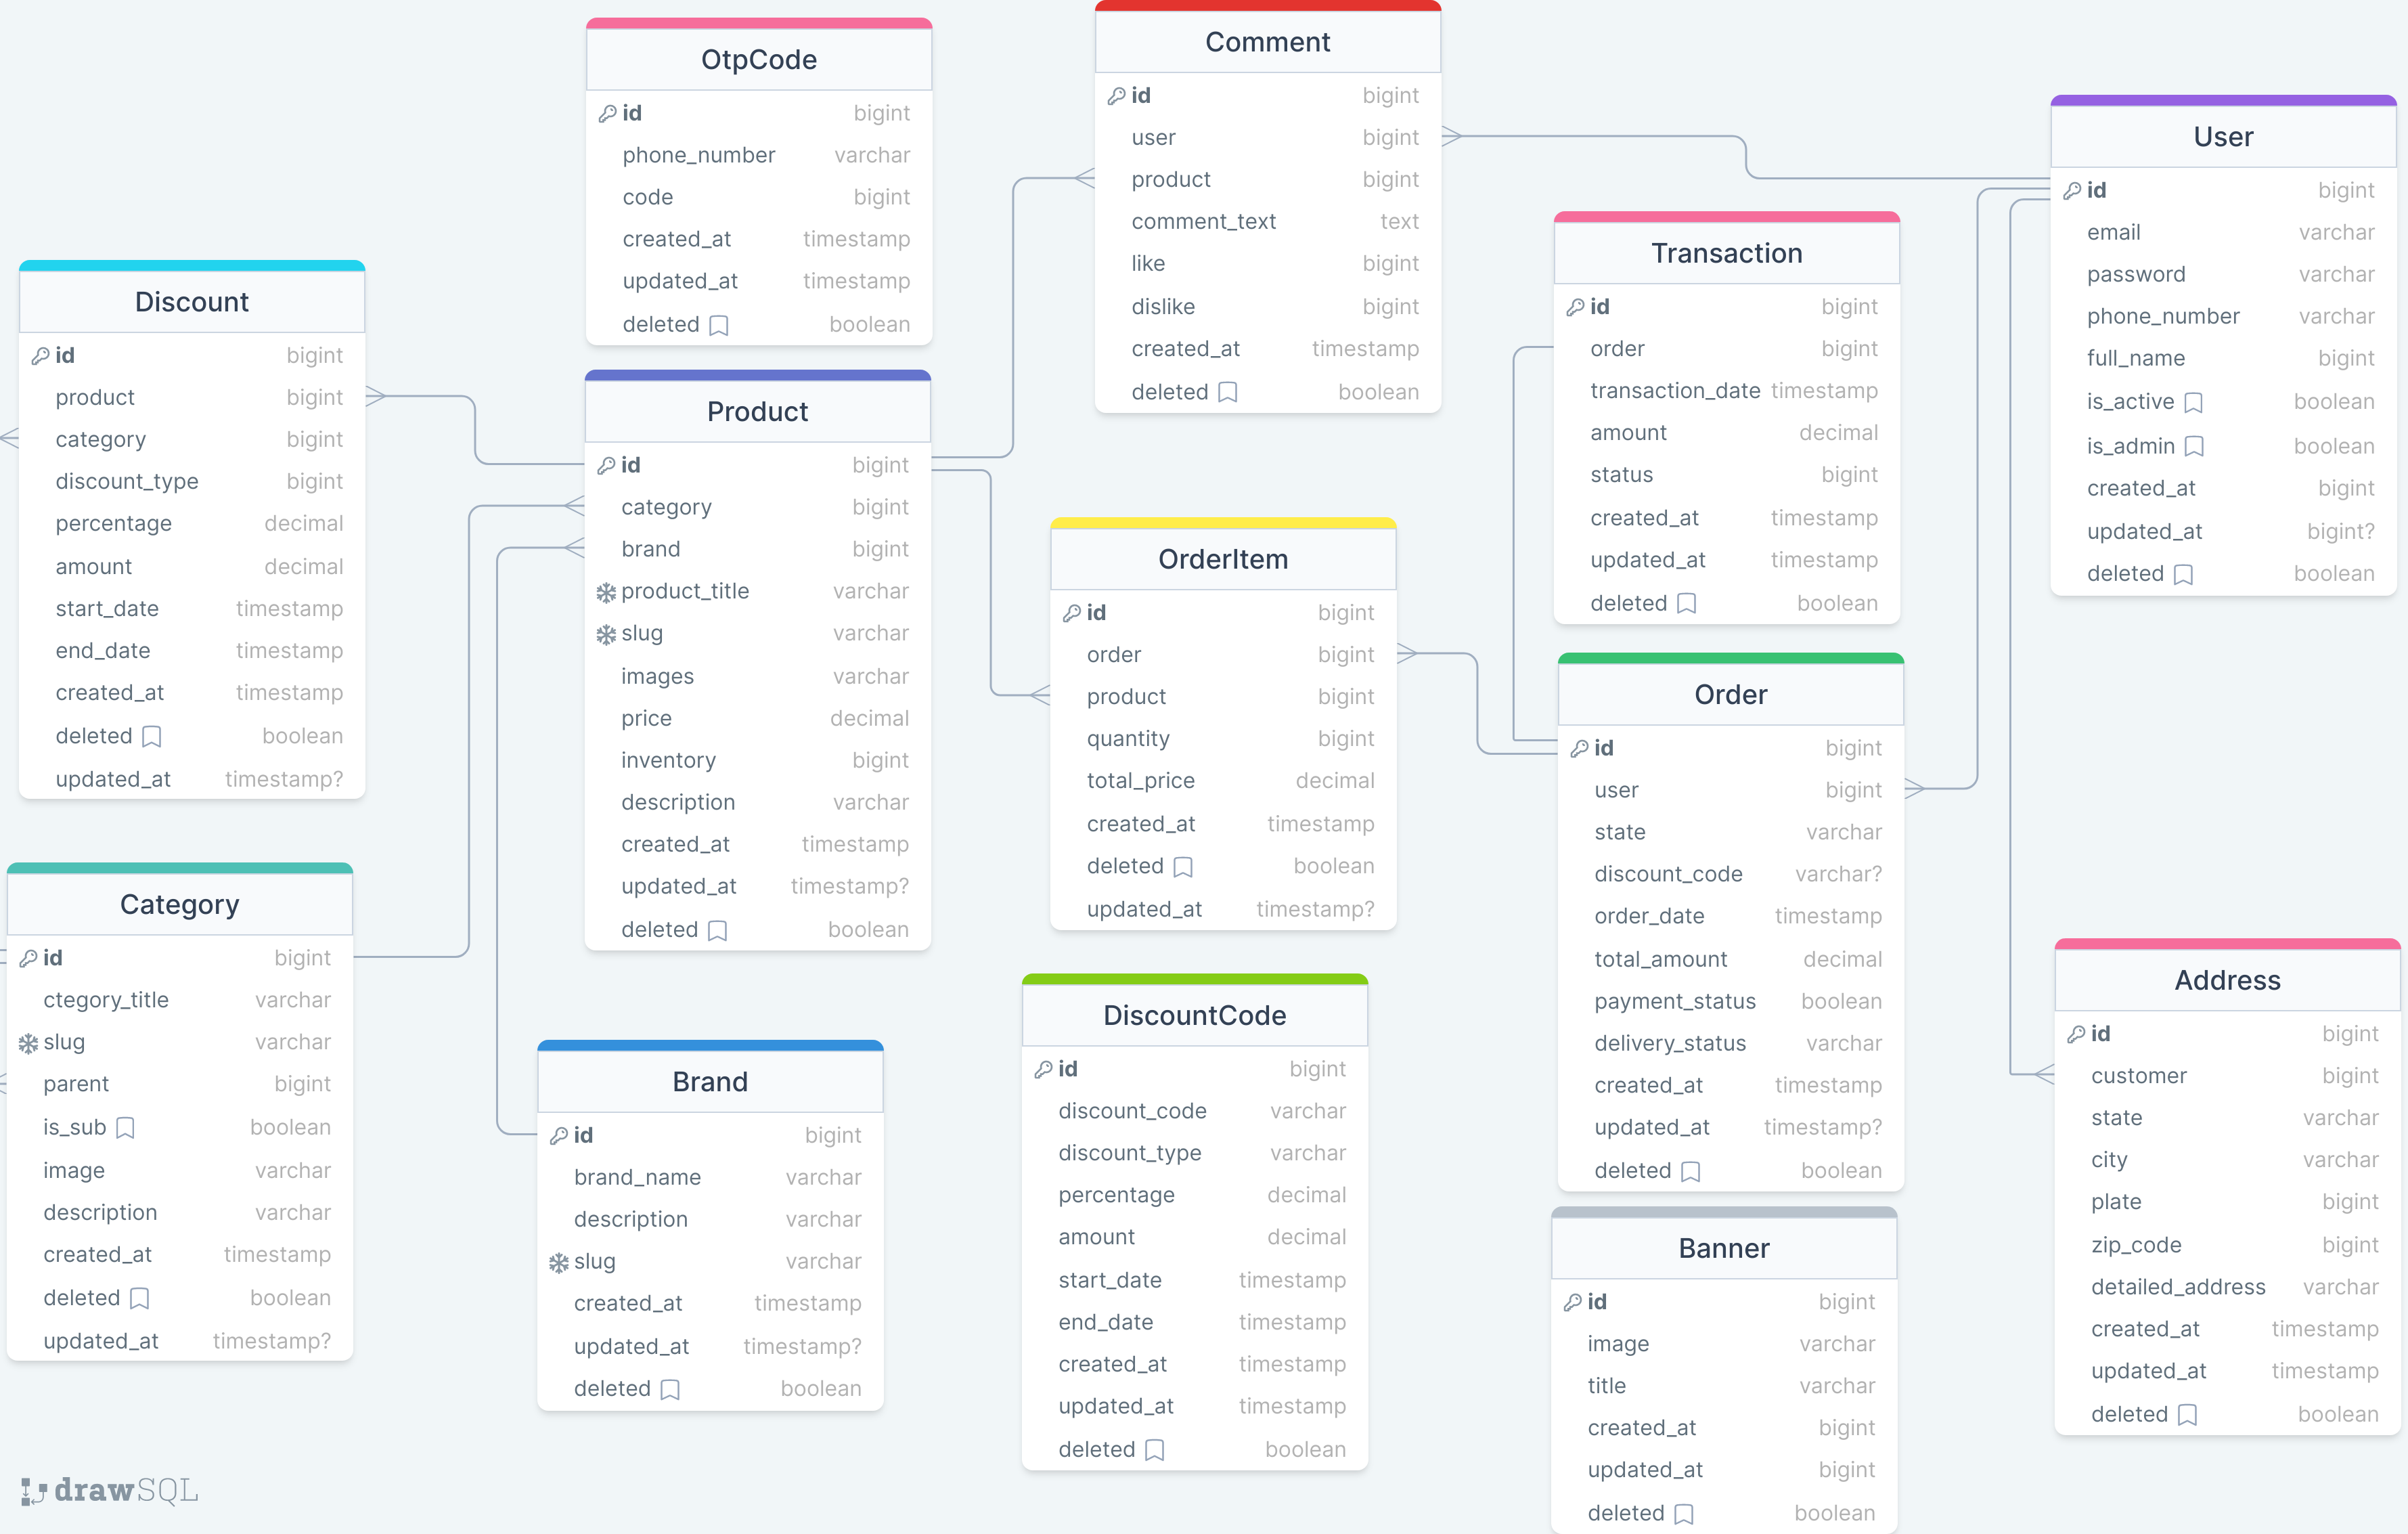 OtpCode
id bigint
phone_number varchar
code bigint
created_at timestamp
updated_at timestamp
deleted boolean
Comment
id bigint
user bigint
product bigint
comment_text text
like bigint
dislike bigint
created_at timestamp
deleted boolean
User
id bigint
email varchar
password varchar
phone_number varchar
full_name bigint
is_active boolean
is_admin boolean
created_at bigint
updated_at bigint?
deleted boolean
Transaction
id bigint
order bigint
transaction_date timestamp
amount decimal
status bigint
created_at timestamp
updated_at timestamp
deleted boolean
Discount
id bigint
product bigint
category bigint
discount_type bigint
percentage decimal
amount decimal
start_date timestamp
end_date timestamp
created_at timestamp
deleted boolean
updated_at timestamp?
Product
id bigint
category bigint
brand bigint
product_title varchar
slug varchar
images varchar
price decimal
inventory bigint
description varchar
created_at timestamp
updated_at timestamp?
deleted boolean
OrderItem
id bigint
order bigint
product bigint
quantity bigint
total_price decimal
created_at timestamp
deleted boolean
updated_at timestamp?
Order
id bigint
user bigint
state varchar
discount_code varchar?
order_date timestamp
total_amount decimal
payment_status boolean
delivery_status varchar
created_at timestamp
updated_at timestamp?
deleted boolean
Category
id bigint
ctegory_title varchar
slug varchar
parent bigint
is_sub boolean
image varchar
description varchar
created_at timestamp
deleted boolean
updated_at timestamp?
Brand
id bigint
brand_name varchar
description varchar
slug varchar
created_at timestamp
updated_at timestamp?
deleted boolean
DiscountCode
id bigint
discount_code varchar
discount_type varchar
percentage decimal
amount decimal
start_date timestamp
end_date timestamp
created_at timestamp
updated_at timestamp
deleted boolean
Address
id bigint
customer bigint
state varchar
city varchar
plate bigint
zip_code bigint
detailed_address varchar
created_at timestamp
updated_at timestamp
deleted boolean
Banner
id bigint
image varchar
title varchar
created_at bigint
updated_at bigint
deleted boolean
drawSQL